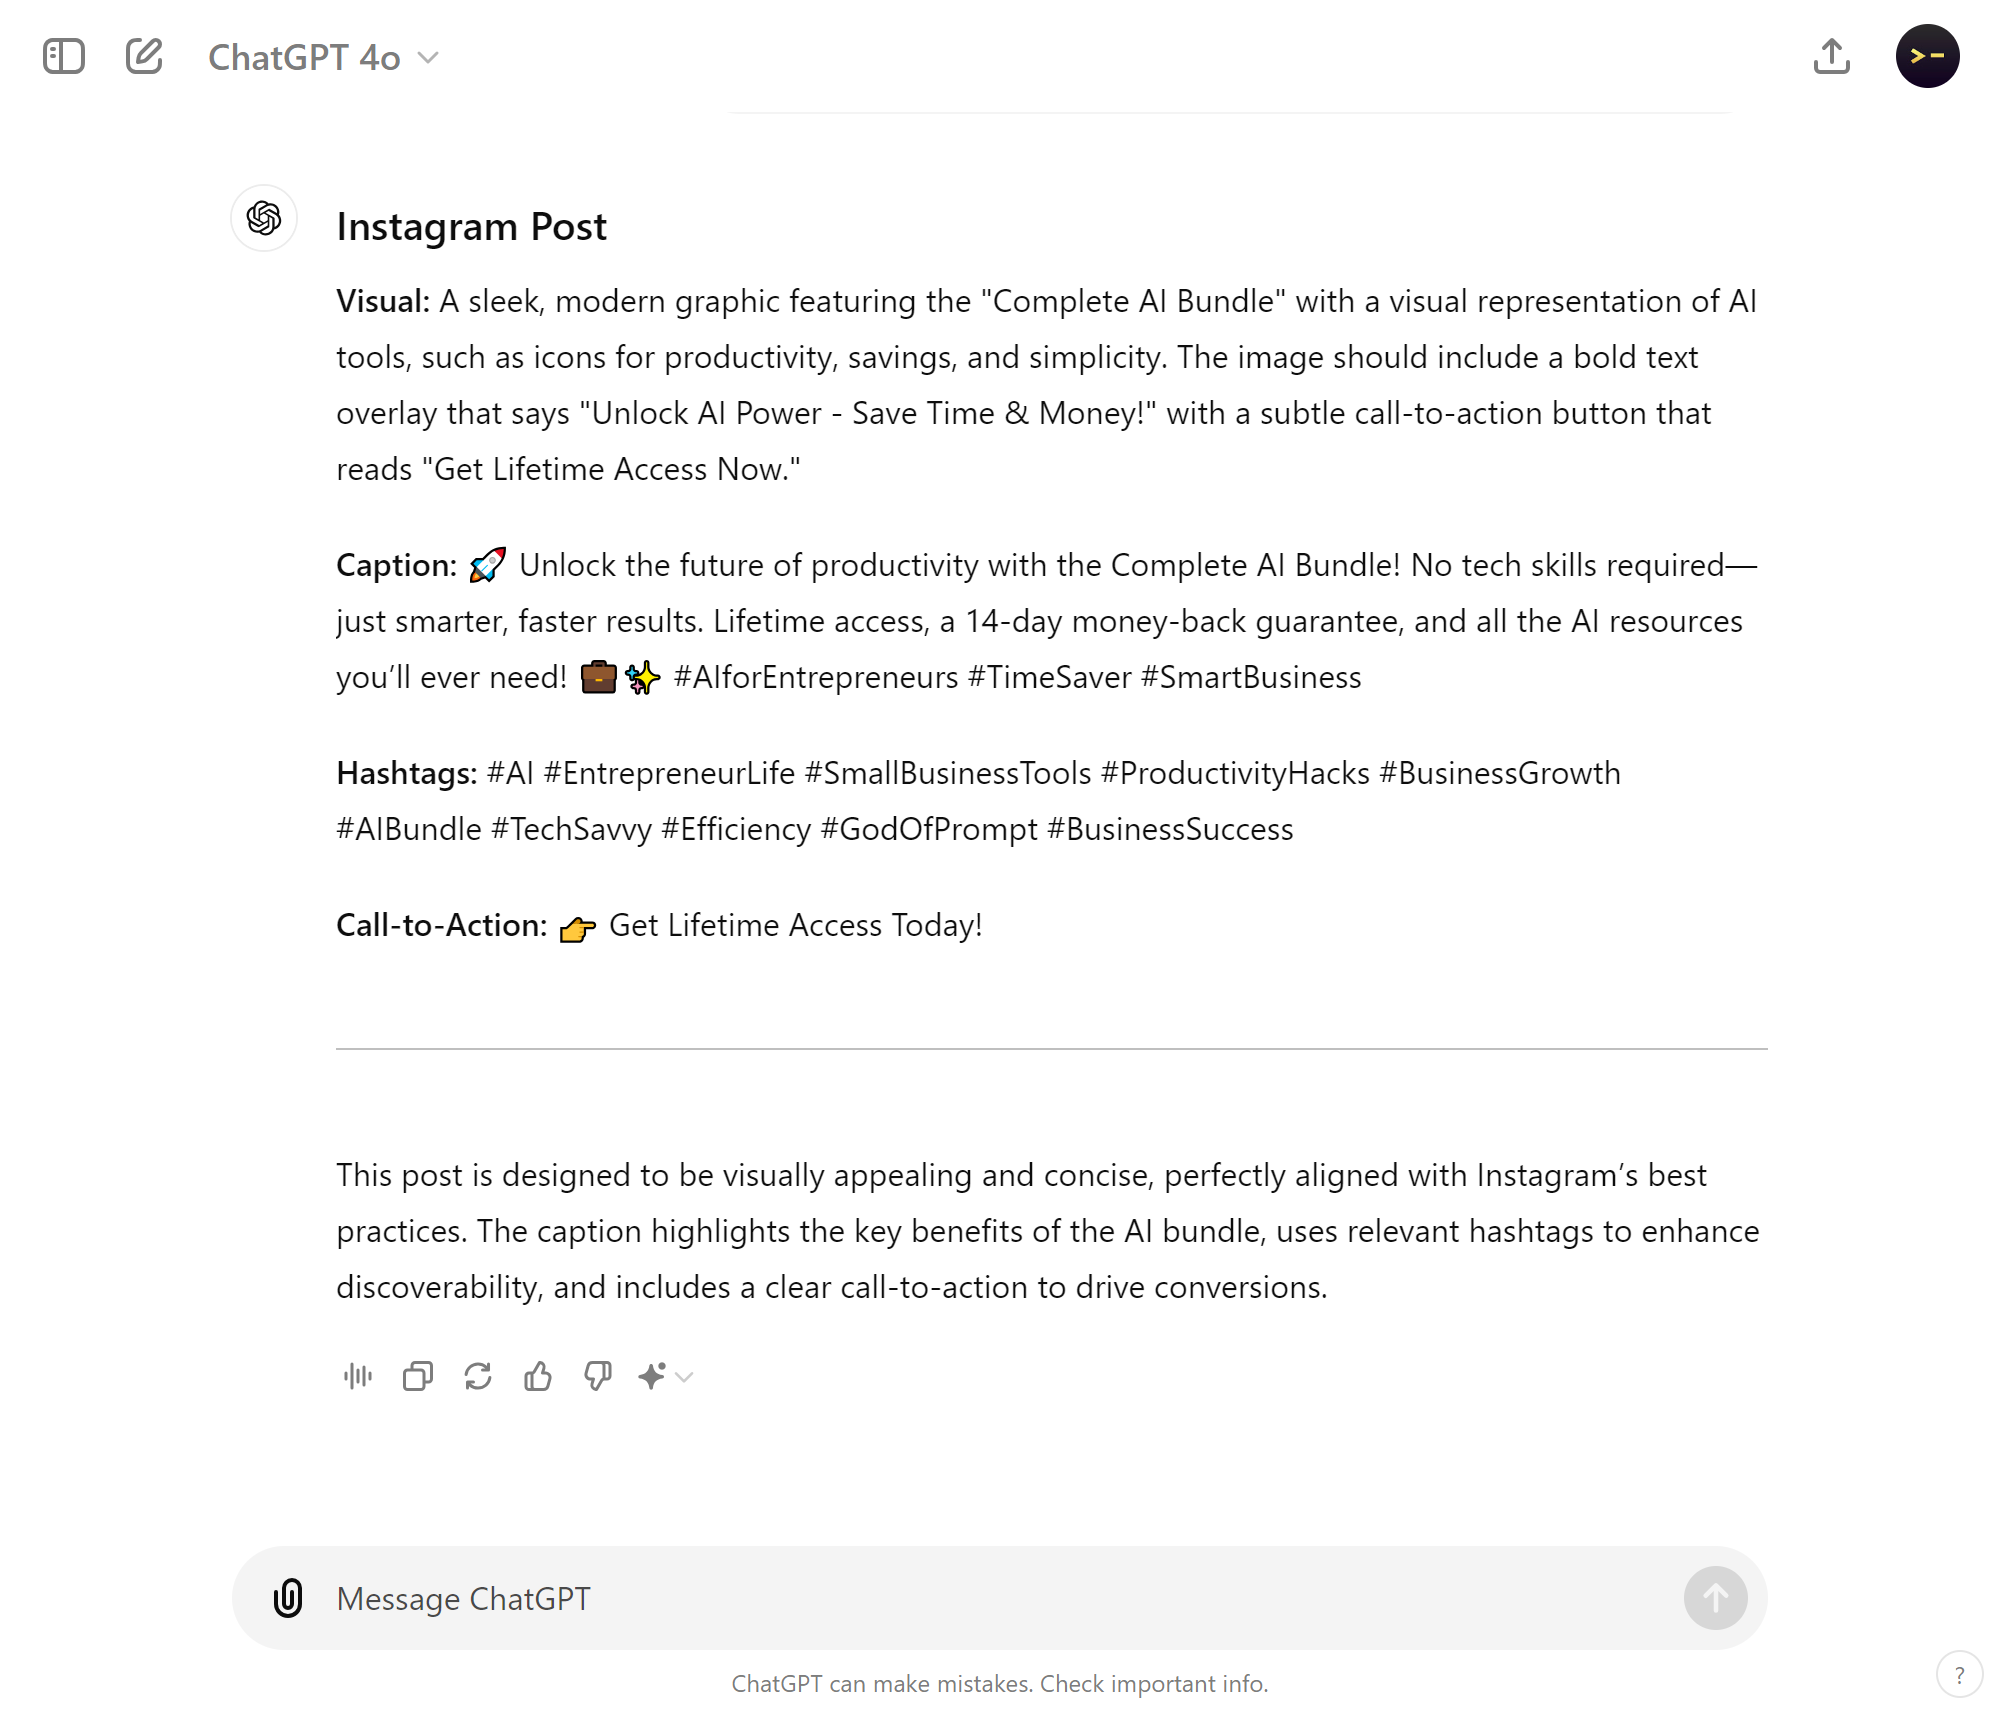 ChatGPT 4o
Instagram Post
Visual: A sleek, modern graphic featuring the "Complete AI Bundle" with a visual representation of AI
tools, such as icons for productivity, savings, and simplicity. The image should include a bold text
overlay that says "Unlock AI Power - Save Time & Money!" with a subtle call-to-action button that
reads "Get Lifetime Access Now."
Caption: 🚀 Unlock the future of productivity with the Complete AI Bundle! No tech skills required—
just smarter, faster results. Lifetime access, a 14-day money-back guarantee, and all the AI resources
you’ll ever need! 💼✨ #AIforEntrepreneurs #TimeSaver #SmartBusiness
Hashtags: #AI #EntrepreneurLife #SmallBusinessTools #ProductivityHacks #BusinessGrowth
#AIBundle #TechSavvy #Efficiency #GodOfPrompt #BusinessSuccess
Call-to-Action: 👉 Get Lifetime Access Today!
This post is designed to be visually appealing and concise, perfectly aligned with Instagram’s best
practices. The caption highlights the key benefits of the AI bundle, uses relevant hashtags to enhance
discoverability, and includes a clear call-to-action to drive conversions.
Message ChatGPT
ChatGPT can make mistakes. Check important info.
?